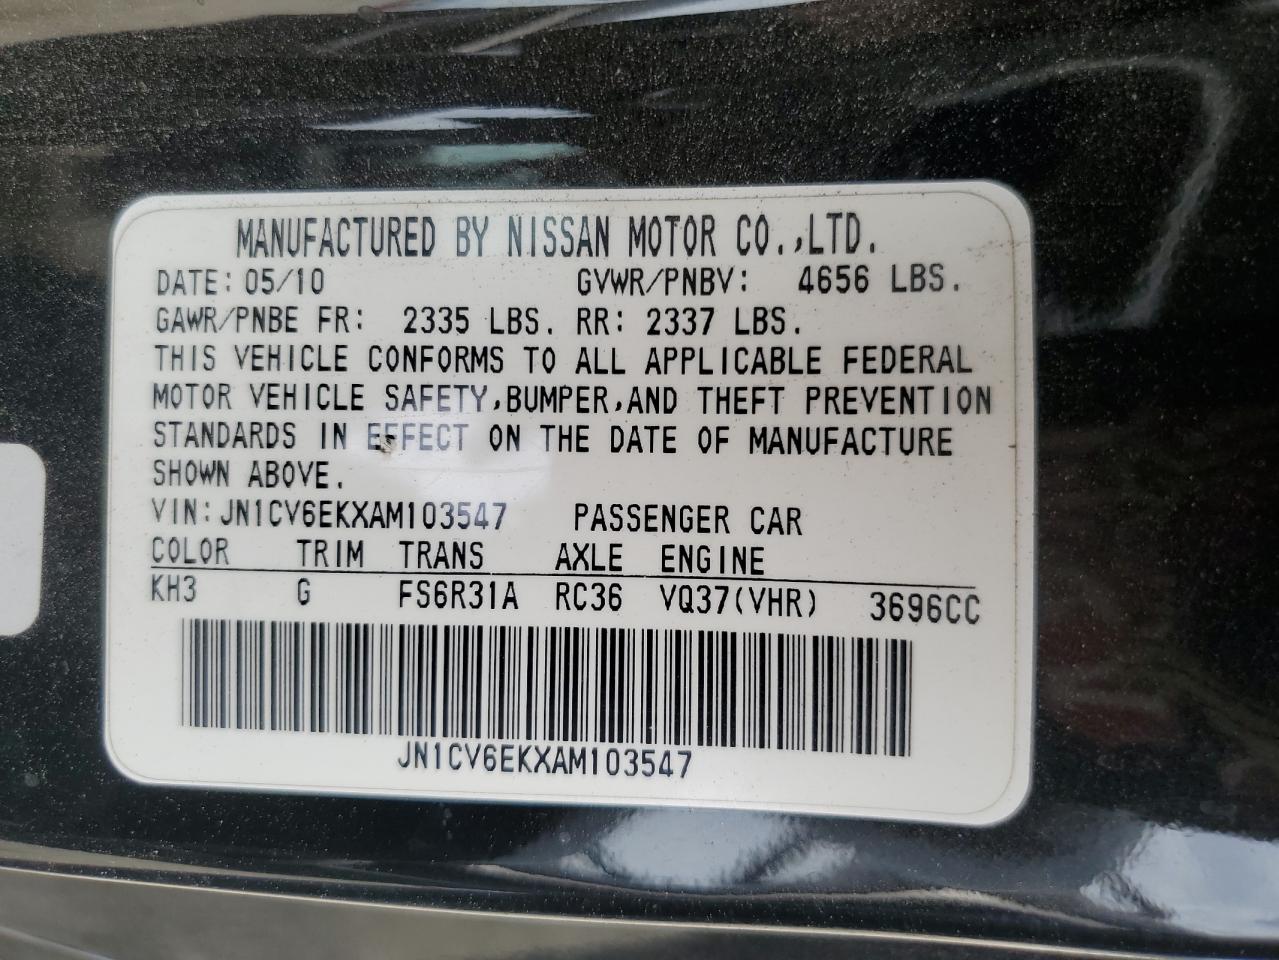 MANUFACTURED BY NISSAN MOTOR CO.,LTD.
DATE: 05/10 GVWR/PNBV: 4656 LBS.
GAWR/PNBE FR: 2335 LBS. RR: 2337 LBS.
THIS VEHICLE CONFORMS TO ALL APPLICABLE FEDERAL
MOTOR VEHICLE SAFETY,BUMPER,AND THEFT PREVENTION
STANDARDS IN EFFECT ON THE DATE OF MANUFACTURE
SHOWN ABOVE.
VIN: JN1CV6EKXAM103547 PASSENGER CAR
COLOR TRIM TRANS AXLE ENGINE
KH3 G FS6R31A RC36 VQ37(VHR) 3696CC
JN1CV6EKXAM103547